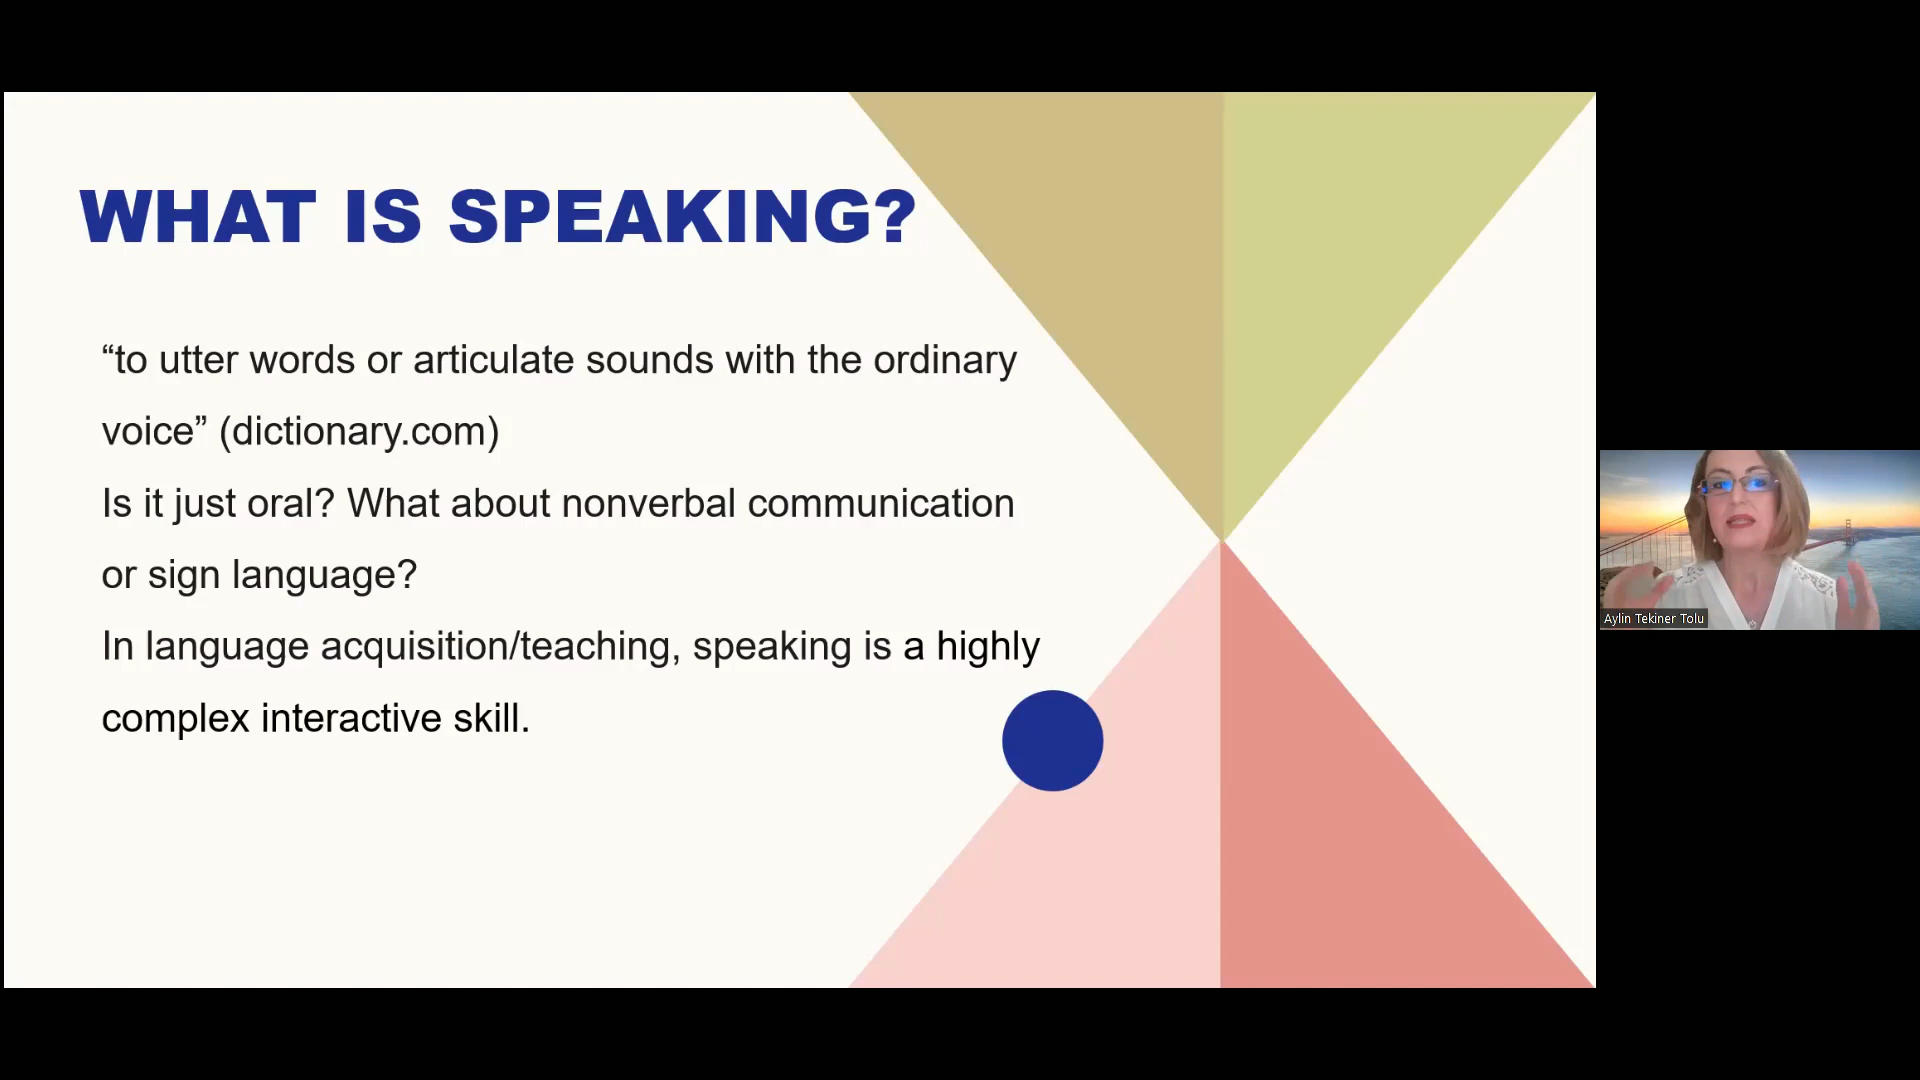 WHAT IS SPEAKING?
“to utter words or articulate sounds with the ordinary
voice” (dictionary.com)
Is it just oral? What about nonverbal communication
or sign language?
In language acquisition/teaching, speaking is a highly
complex interactive skill.
Aylin Tekiner Tolu